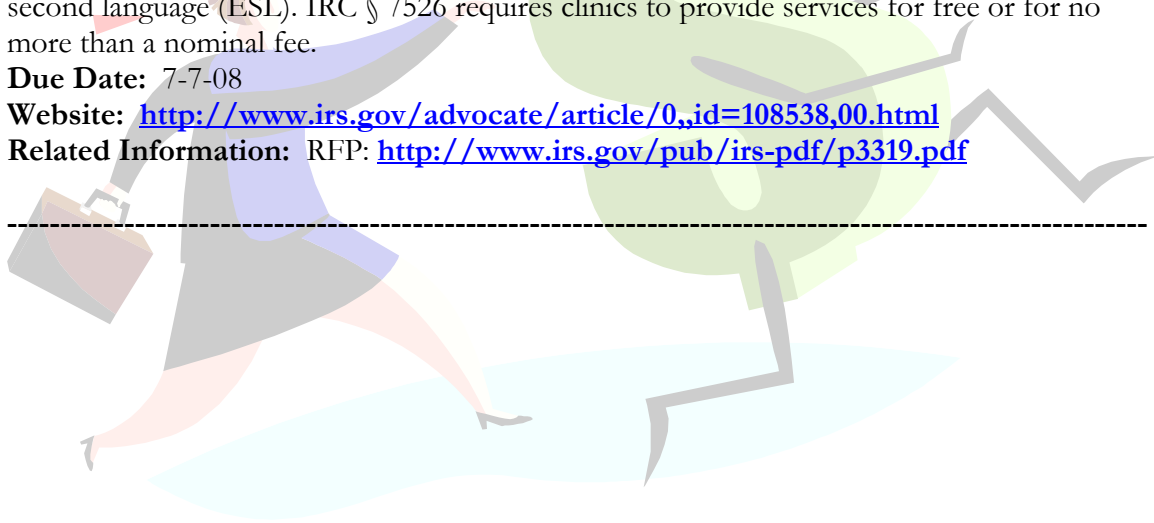 second language (ESL). IRC § 7526 requires clinics to provide services for free or for no
more than a nominal fee.
Due Date: 7-7-08
Website: http://www.irs.gov/advocate/article/0,,id=108538,00.html
Related Information: RFP: http://www.irs.gov/pub/irs-pdf/p3319.pdf
--------------------------------------------------------------------------------------------------------------